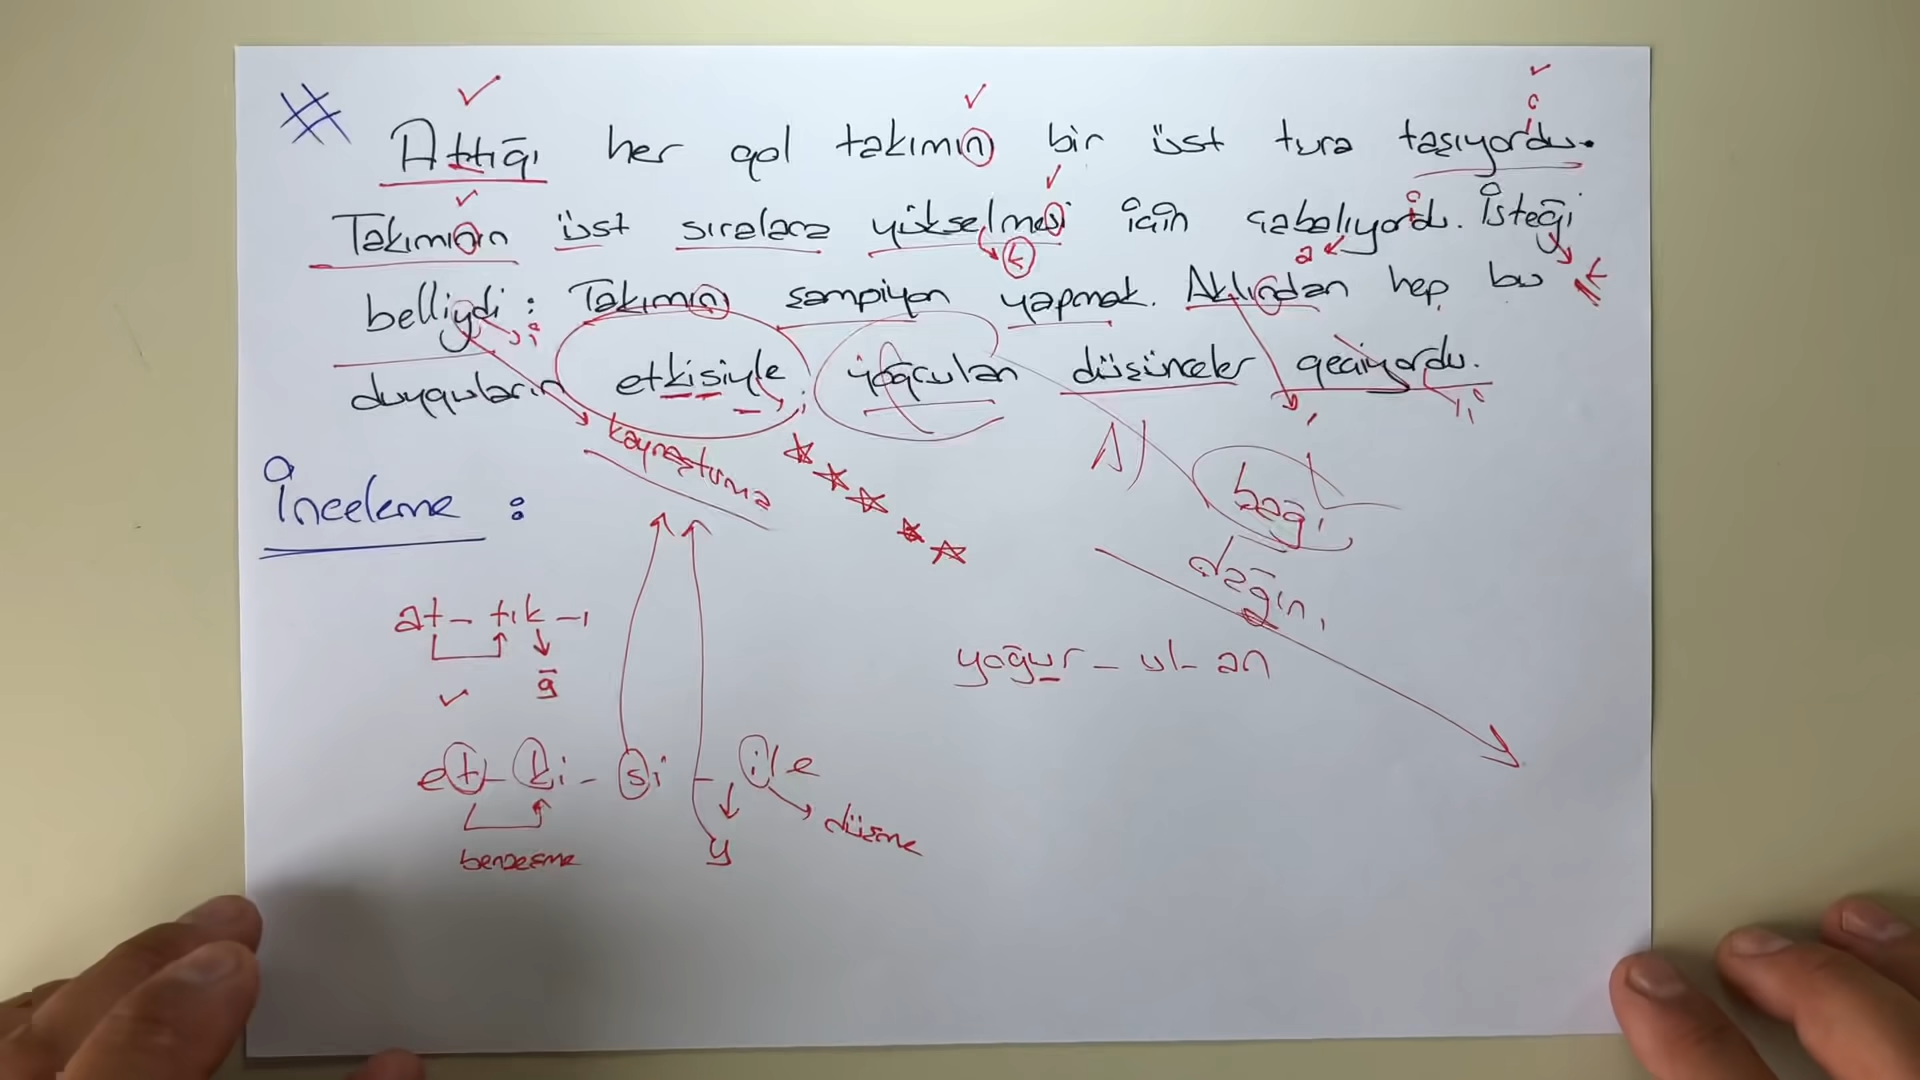 Attığı her gol takımını bir üst tura taşıyordu.
Takımının üst sıralara yükselmesi için çabalıyordu. İsteği
k
a
k
belliydi: Takımını şampiyon yapmak. Aklından hep bu
i
duyguların etkisiyle yoğrulan düşünceler geçiyordu.
kaynaştırma
A)
bağı
dağın,
İnceleme :
at - tık - ı
ğ
yoğur - ul - an
et - ki - si - ile
düşme
benzeşme
y